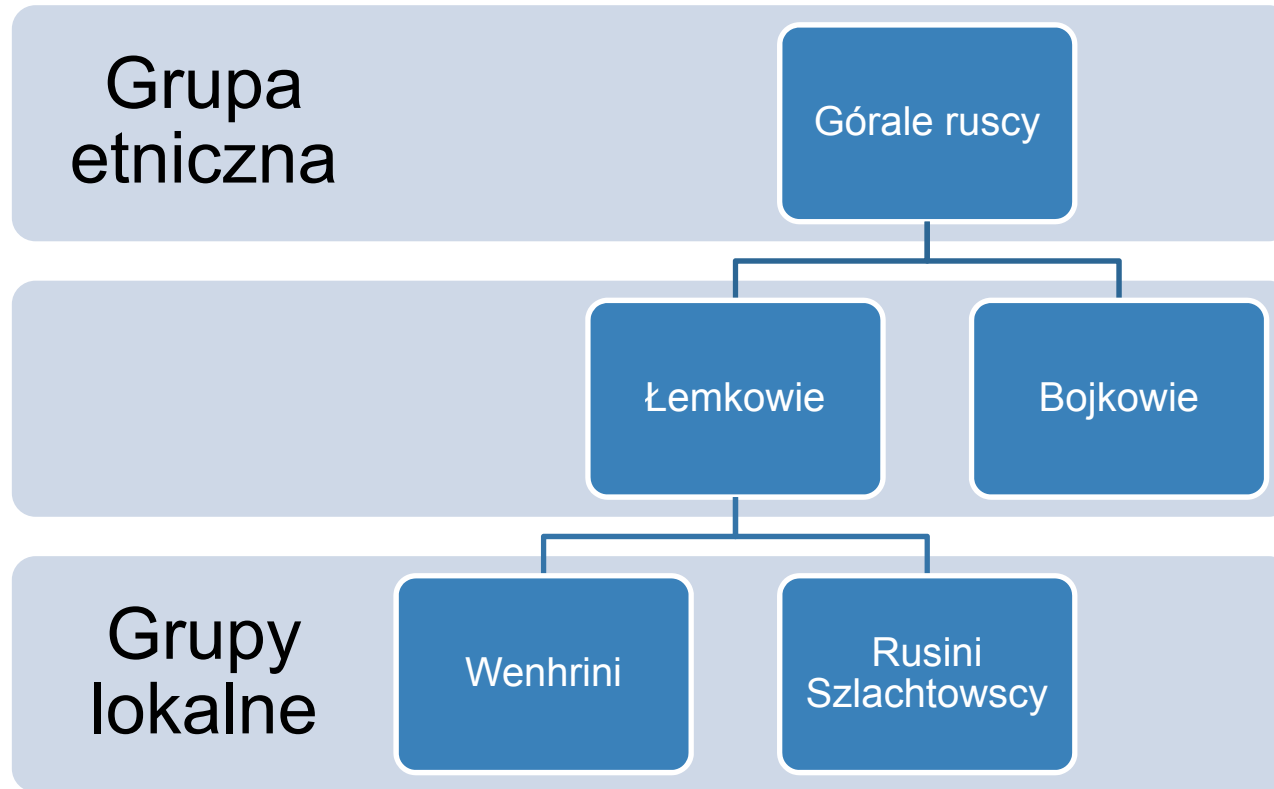 Grupa
etniczna
Górale ruscy
Łemkowie
Bojkowie
Grupy
lokalne
Wenhrini
Rusini
Szlachtowscy